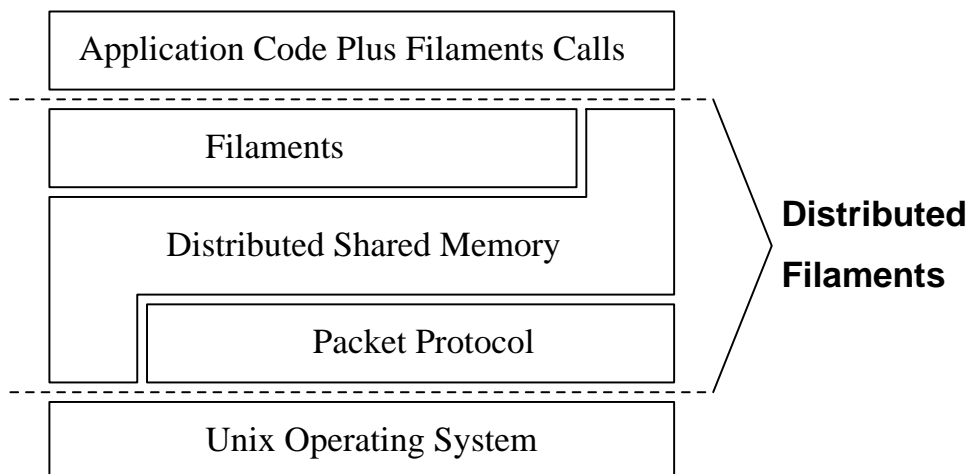 Application Code Plus Filaments Calls
Filaments
Distributed Shared Memory
Packet Protocol
Unix Operating System
Distributed
Filaments